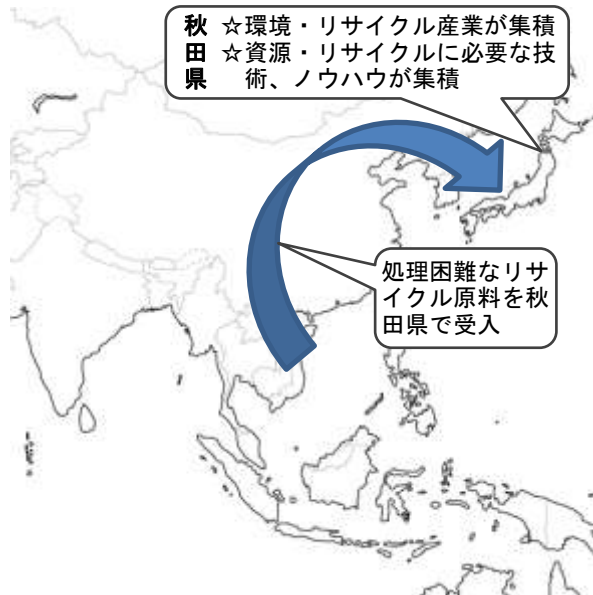 秋田県
☆環境・リサイクル産業が集積
☆資源・リサイクルに必要な技
術、ノウハウが集積
処理困難なリサ
イクル原料を秋
田県で受入